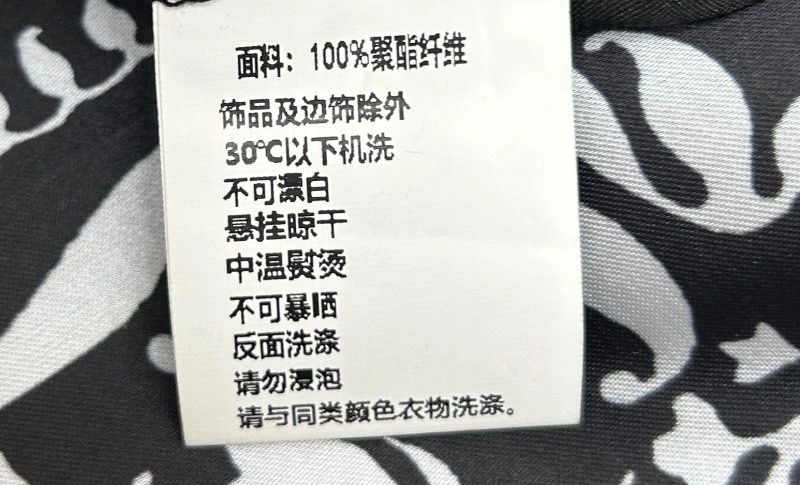 面料：100%聚酯纤维
饰品及边饰除外
30°C以下机洗
不可漂白
悬挂晾干
中温熨烫
不可暴晒
反面洗涤
请勿浸泡
请与同类颜色衣物洗涤。